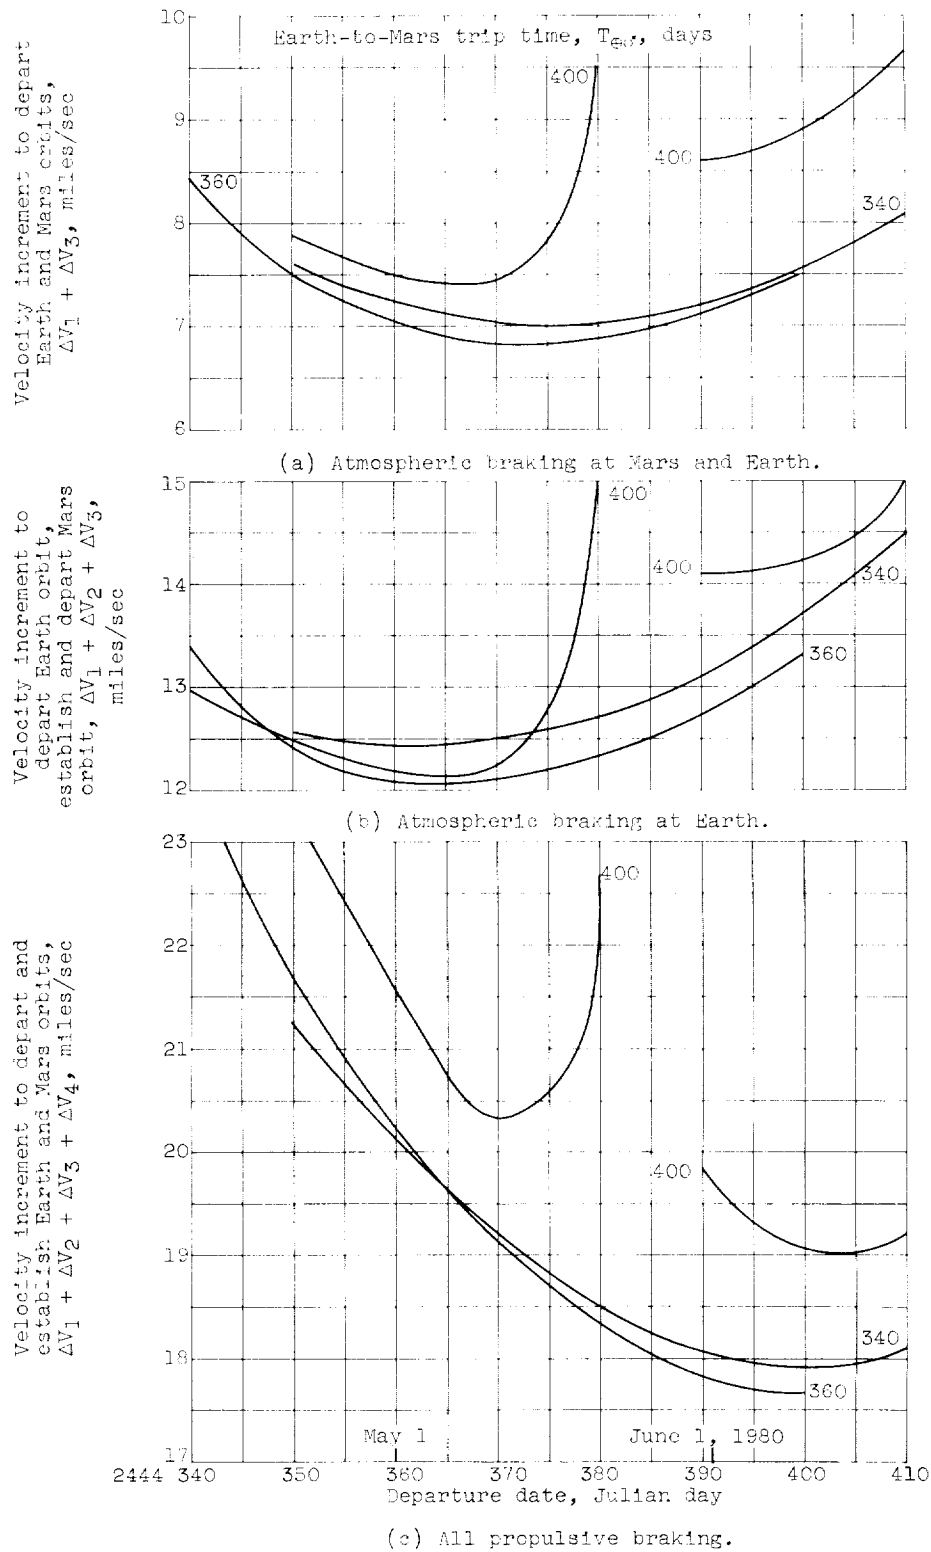 Earth-to-Mars trip time, T⊕♂, days
Velocity increment to depart
Earth and Mars orbits,
ΔV1 + ΔV3, miles/sec
10
9
8
7
6
400
360
400
340
(a) Atmospheric braking at Mars and Earth.
Velocity increment to
depart Earth orbit,
establish and depart Mars
orbit, ΔV1 + ΔV2 + ΔV3,
miles/sec
15
14
13
12
400
400
340
360
(b) Atmospheric braking at Earth.
Velocity increment to depart and
establish Earth and Mars orbits,
ΔV1 + ΔV2 + ΔV3 + ΔV4, miles/sec
23
22
21
20
19
18
17
400
400
340
360
May 1
June 1, 1980
2444 340 350 360 370 380 390 400 410
Departure date, Julian day
(c) All propulsive braking.